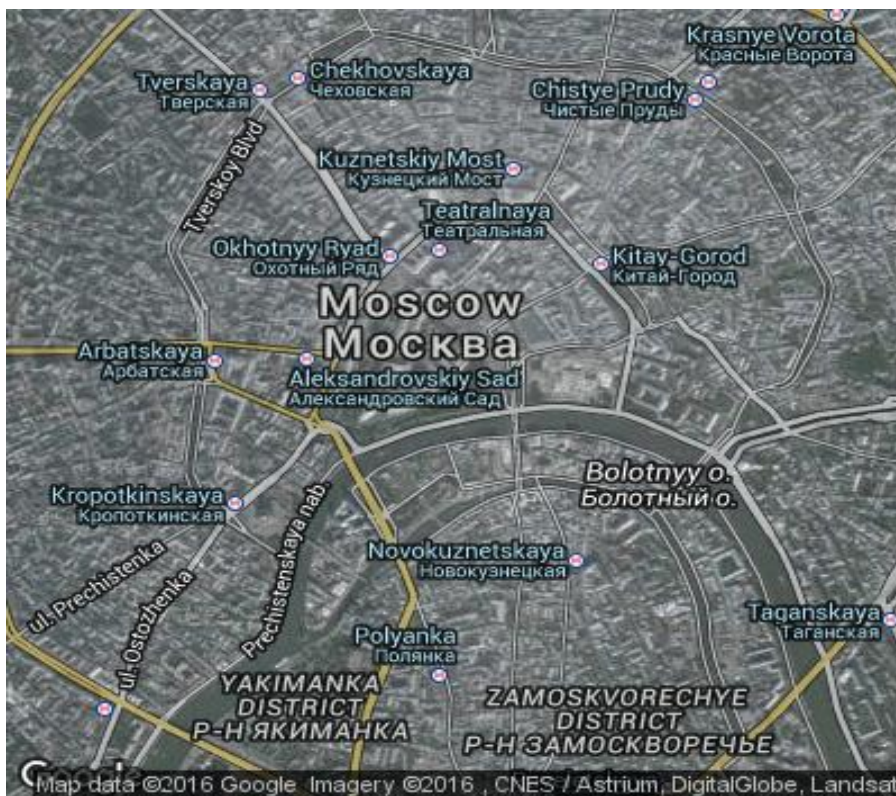 Krasnye Vorota
Красные Ворота
Chekhovskaya
Чеховская
Tverskaya
Тверская
Chistye Prudy
Чистые Пруды
Tverskoy Blvd
Kuznetskiy Most
Кузнецкий Мост
Teatralnaya
Театральная
Okhotnyy Ryad
Охотный Ряд
Kitay-Gorod
Китай-Город
Moscow
Москва
Arbatskaya
Арбатская
Aleksandrovskiy Sad
Александровский Сад
Bolotnyy o.
Болотный о.
Kropotkinskaya
Кропоткинская
Prechistenskaya nab.
ul. Prechistenka
ul. Ostozhenka
Novokuznetskaya
Новокузнецкая
Taganskaya
Таганская
Polyanka
Полянка
YAKIMANKA
DISTRICT
Р-Н ЯКИМАНКА
ZAMOSKVORECHYE
DISTRICT
Р-Н ЗАМОСКВОРЕЧЬЕ
Google
Map data ©2016 Google Imagery ©2016 , CNES / Astrium, DigitalGlobe, Landsa